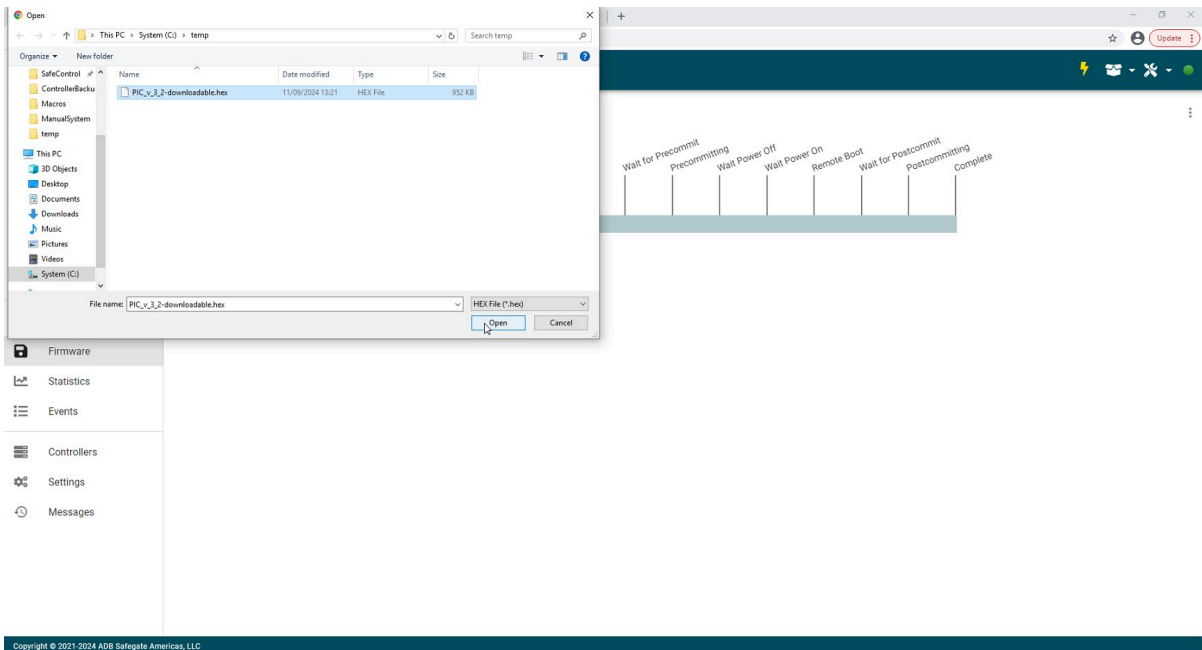 Open
Update
This PC > System (C:) > temp
Search temp
Organize
New folder
SafeControl
ControllerBacku
Macros
ManualSystem
temp
This PC
3D Objects
Desktop
Documents
Downloads
Music
Pictures
Videos
System (C:)
Name
Date modified
Type
Size
PIC_v_3_2-downloadable.hex
11/09/2024 13:21
HEX File
952 KB
File name:
PIC_v_3_2-downloadable.hex
HEX File (*.hex)
Open
Cancel
Wait for Precommit
Precommitting
Wait Power Off
Wait Power On
Remote Boot
Wait for Postcommit
Postcommitting
Complete
Firmware
Statistics
Events
Controllers
Settings
Messages
Copyright © 2021-2024 ADB Safegate Americas, LLC